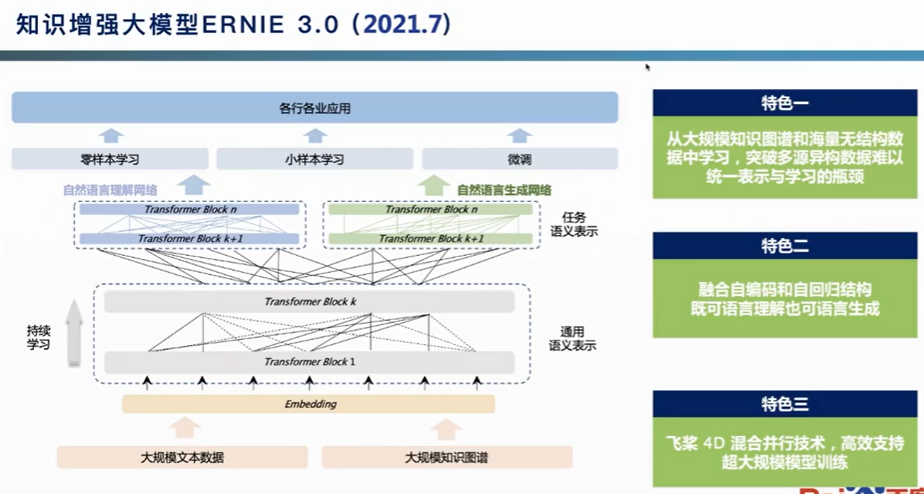 知识增强大模型ERNIE 3.0（2021.7）
各行各业应用
零样本学习
小样本学习
微调
自然语言理解网络
自然语言生成网络
Transformer Block n
Transformer Block n
Transformer Block k+1
Transformer Block k+1
任务
语义表示
Transformer Block k
持续
学习
通用
语义表示
Transformer Block 1
Embedding
大规模文本数据
大规模知识图谱
特色一
从大规模知识图谱和海量无结构数
据中学习，突破多源异构数据难以
统一表示与学习的瓶颈
特色二
融合自编码和自回归结构
既可语言理解也可语言生成
特色三
飞桨 4D 混合并行技术，高效支持
超大规模模型训练